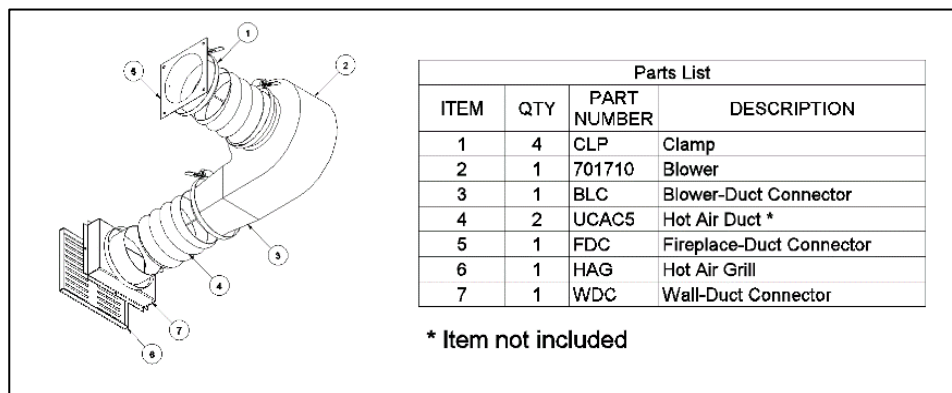 1
2
5
3
4
7
6
Parts List
ITEM QTY PART NUMBER DESCRIPTION
1 4 CLP Clamp
2 1 701710 Blower
3 1 BLC Blower-Duct Connector
4 2 UCAC5 Hot Air Duct *
5 1 FDC Fireplace-Duct Connector
6 1 HAG Hot Air Grill
7 1 WDC Wall-Duct Connector
* Item not included